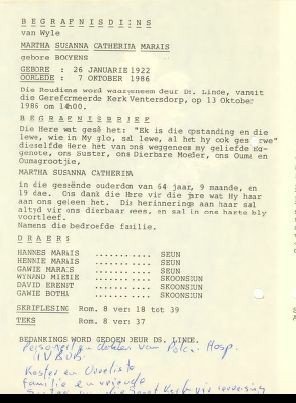 BEGRAFNISDIENS
van Wyle
MARTHA SUSANNA CATHERINA MARAIS
gebore BOOYENS
GEBORE : 26 JANUARIE 1922
OORLEDE : 7 OKTOBER 1986
Die Roudiens word waargeneem deur Ds. Linde, vanuit
die Gereformeerde Kerk Ventersdorp, op 13 Oktober
1986 om 14h00.
BEGRAFNISBRIEF
Die Here wat gesê het: "Ek is die opstanding en die
lewe, wie in My glo, sal lewe, al het hy ook gesterwe"
dieselfde Here het van ons weggeneem my geliefde Eg-
genote, ons Suster, ons Dierbare Moeder, ons Ouma en
Oumagrootjie,
MARTHA SUSANNA CATHERINA
in die geseënde ouderdom van 64 jaar, 9 maande, en
19 dae. Ons dank die Here vir die jare wat Hy haar
aan ons geleen het. Die herinnerings aan haar sal
altyd vir ons dierbaar wees, en sal in ons harte bly
voortleef.
Namens die bedroefde familie.
DRAERS
HANNES MARAIS .......... SEUN
HENNIE MARAIS .......... SEUN
GAWIE MARAIS .......... SEUN
WYNAND MIENIE .......... SKOONSEUN
DAVID ERENST .......... SKOONSEUN
GAWIE BOTHA .......... SKOONSEUN
SKRIFLESING Rom. 8 ver: 18 tot 39
TEKS Rom. 8 ver: 37
BEDANKINGS WORD GEDOEN DEUR DS. LINDE.
Personeel en dokters van Potch. Hosp.
Koster en Orreliste
familie en vriende